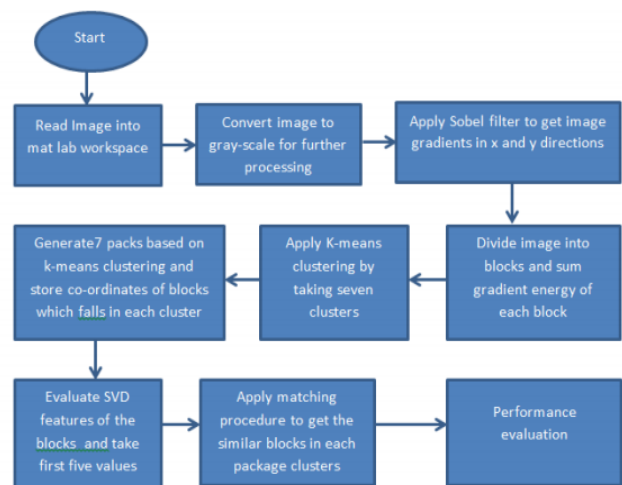 Start
Read Image into
mat lab workspace
Convert image to
gray-scale for further
processing
Apply Sobel filter to get image
gradients in x and y directions
Divide image into
blocks and sum
gradient energy of
each block
Apply K-means
clustering by
taking seven
clusters
Generate7 packs based on
k-means clustering and
store co-ordinates of blocks
which falls in each cluster
Evaluate SVD
features of the
blocks and take
first five values
Apply matching
procedure to get the
similar blocks in each
package clusters
Performance
evaluation